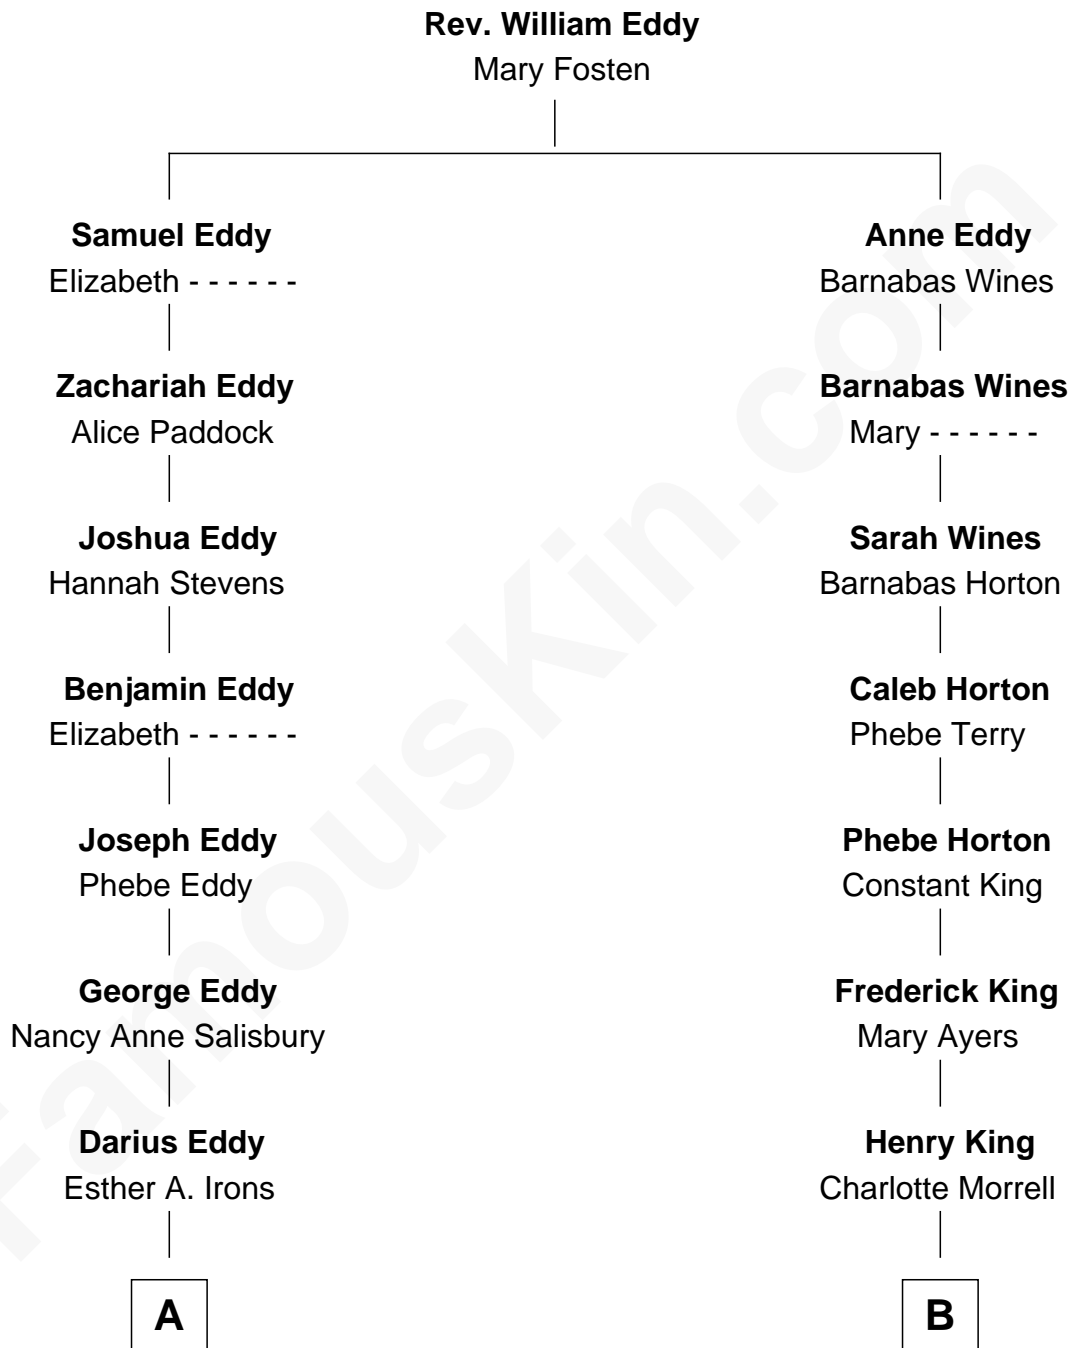 Rev. William Eddy
Mary Fosten
Samuel Eddy
Elizabeth - - - - - -
Anne Eddy
Barnabas Wines
Zachariah Eddy
Alice Paddock
Barnabas Wines
Mary - - - - - -
Joshua Eddy
Hannah Stevens
Sarah Wines
Barnabas Horton
Benjamin Eddy
Elizabeth - - - - - -
Caleb Horton
Phebe Terry
Joseph Eddy
Phebe Eddy
Phebe Horton
Constant King
George Eddy
Nancy Anne Salisbury
Frederick King
Mary Ayers
Darius Eddy
Esther A. Irons
Henry King
Charlotte Morrell
A
B
FamousKin.com